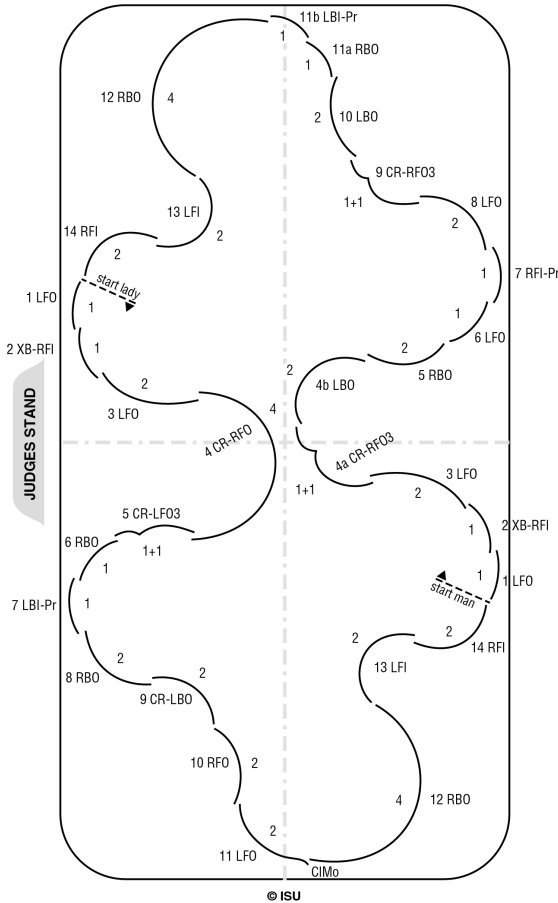 11b LBI-Pr
1
11a RBO
1
12 RBO
4
2
10 LBO
9 CR-RFO3
1+1
8 LFO
2
13 LFI
2
14 RFI
2
7 RFI-Pr
1
start lady
1 LFO
1
1
6 LFO
2 XB-RFI
1
2
5 RBO
2
4b LBO
2
3 LFO
4
4 CR-RFO
JUDGES STAND
4a CR-RFO3
1+1
3 LFO
2
5 CR-LFO3
1+1
6 RBO
1
2 XB-RFI
1
1 LFO
1
start man
7 LBI-Pr
1
14 RFI
2
2
13 LFI
8 RBO
2
2
9 CR-LBO
10 RFO
2
12 RBO
4
2
11 LFO
ClMo
© ISU